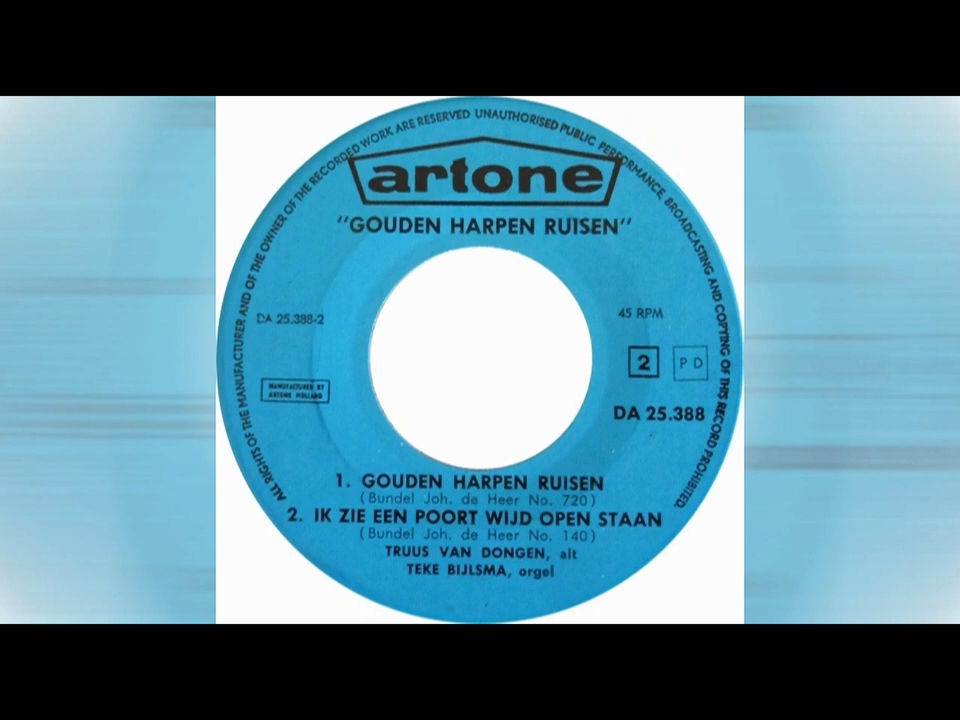 ALL RIGHTS OF THE MANUFACTURER AND OF THE OWNER OF THE RECORDED WORK ARE RESERVED UNAUTHORISED PUBLIC PERFORMANCE, BROADCASTING AND COPYING OF THIS RECORD PROHIBITED.
artone
"GOUDEN HARPEN RUISEN"
DA 25.388-2
45 RPM
2 PD
MANUFACTURED BY
ARTONE HOLLAND
DA 25.388
1. GOUDEN HARPEN RUISEN
(Bundel Joh. de Heer No. 720)
2. IK ZIE EEN POORT WIJD OPEN STAAN
(Bundel Joh. de Heer No. 140)
TRUUS VAN DONGEN, alt
TEKE BIJLSMA, orgel